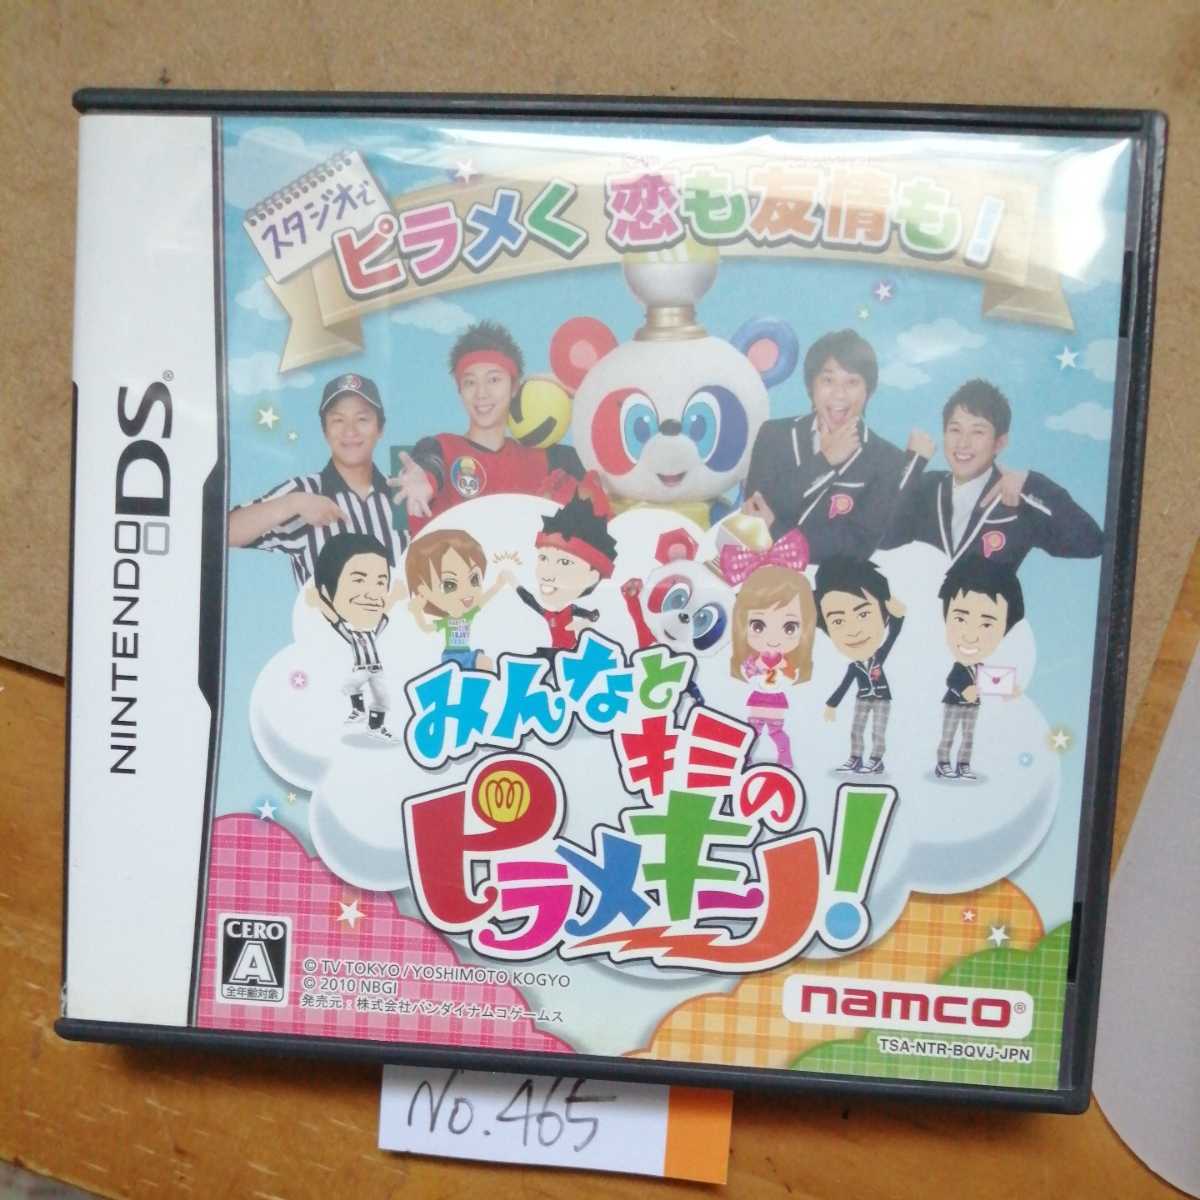 NINTENDO DS®
スタジオで
ピラメく 恋も友情も!
みんなと
キミの
ピラメキーノ!
2
P
P
CERO
A
全年齢対象
© TV TOKYO/YOSHIMOTO KOGYO
© 2010 NBGI
発売元:株式会社バンダイナムコゲームス
namco®
TSA-NTR-BQVJ-JPN
No.465